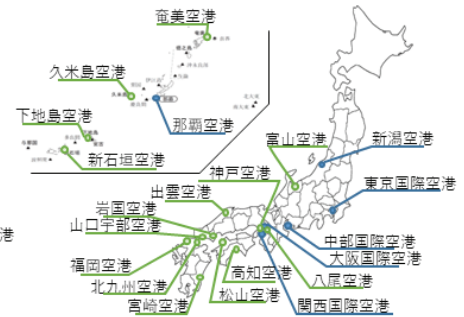 奄美空港
久米島空港
那覇空港
下地島空港
新石垣空港
富山空港
新潟空港
神戸空港
東京国際空港
出雲空港
岩国空港
山口宇部空港
港
中部国際空港
大阪国際空港
福岡空港
高知空港
八尾空港
北九州空港
松山空港
宮崎空港
関西国際空港